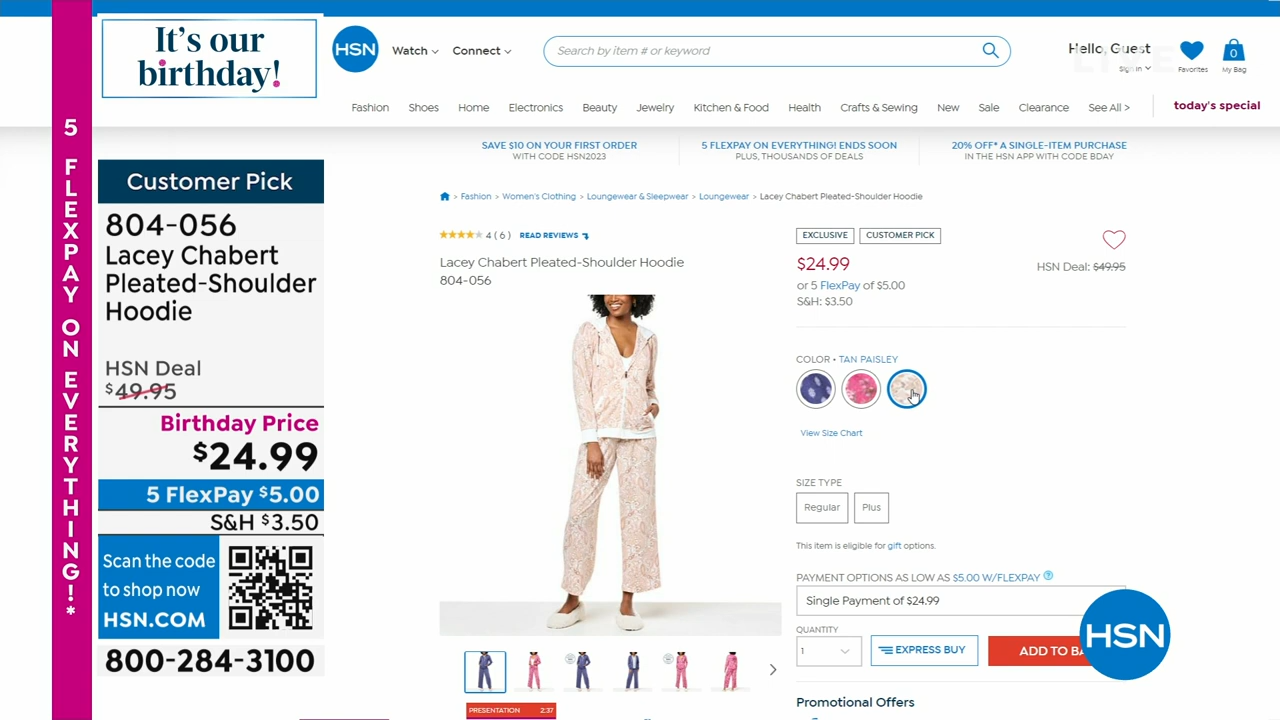 It's our
birthday!
5 FLEXPAY ON EVERYTHING!*
Customer Pick
804-056
Lacey Chabert
Pleated-Shoulder
Hoodie
HSN Deal
$49.95
Birthday Price
$24.99
5 FlexPay $5.00
S&H $3.50
Scan the code
to shop now
HSN.COM
800-284-3100
HSN
Watch
Connect
Search by item # or keyword
Hello, Guest
Sign In
LIVE
Favorites
0
My Bag
Fashion Shoes Home Electronics Beauty Jewelry Kitchen & Food Health Crafts & Sewing New Sale Clearance See All > today's special
SAVE $10 ON YOUR FIRST ORDER
WITH CODE HSN2023
5 FLEXPAY ON EVERYTHING! ENDS SOON
PLUS, THOUSANDS OF DEALS
20% OFF* A SINGLE-ITEM PURCHASE
IN THE HSN APP WITH CODE BDAY
> Fashion > Women's Clothing > Loungewear & Sleepwear > Loungewear > Lacey Chabert Pleated-Shoulder Hoodie
4 ( 6 ) READ REVIEWS
Lacey Chabert Pleated-Shoulder Hoodie
804-056
EXCLUSIVE
CUSTOMER PICK
$24.99
HSN Deal: $49.95
or 5 FlexPay of $5.00
S&H: $3.50
COLOR • TAN PAISLEY
View Size Chart
SIZE TYPE
Regular
Plus
This item is eligible for gift options.
PAYMENT OPTIONS AS LOW AS $5.00 W/FLEXPAY ?
Single Payment of $24.99
QUANTITY
1
EXPRESS BUY
ADD TO BA
HSN
PRESENTATION 2:37
Promotional Offers